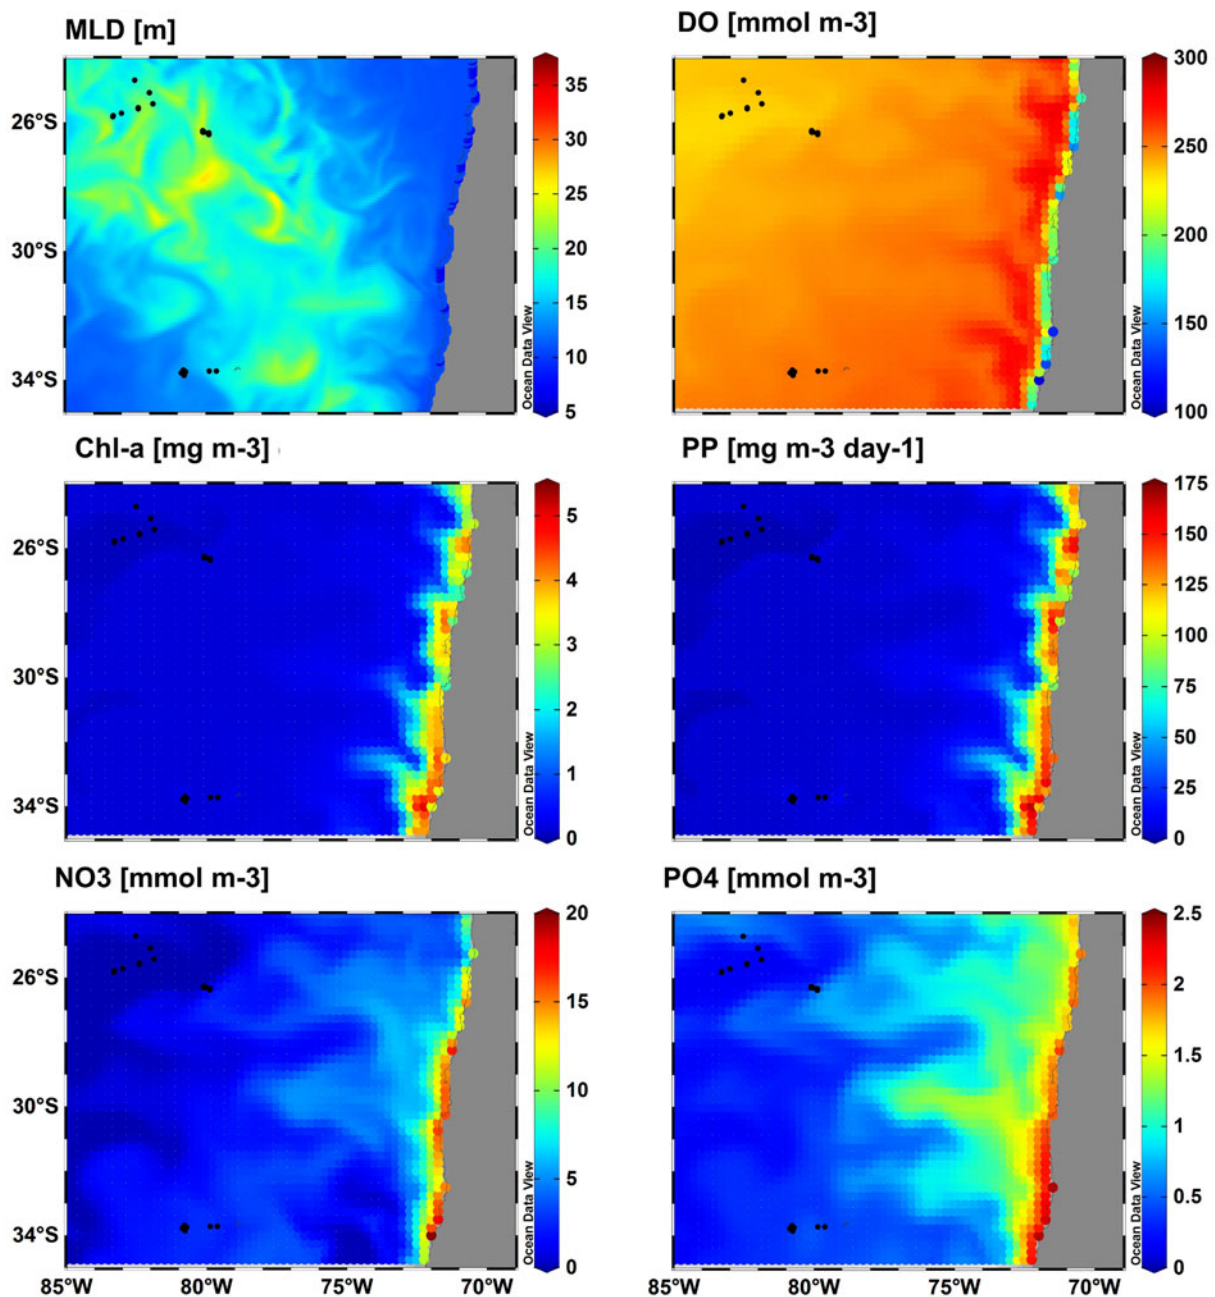 MLD [m]
DO [mmol m-3]
26°S
30°S
34°S
35
30
25
20
15
10
5
Ocean Data View
300
250
200
150
100
Ocean Data View
Chl-a [mg m-3]
PP [mg m-3 day-1]
26°S
30°S
34°S
5
4
3
2
1
0
Ocean Data View
175
150
125
100
75
50
25
0
Ocean Data View
NO3 [mmol m-3]
PO4 [mmol m-3]
26°S
30°S
34°S
20
15
10
5
0
Ocean Data View
2.5
2
1.5
1
0.5
0
Ocean Data View
85°W
80°W
75°W
70°W
85°W
80°W
75°W
70°W